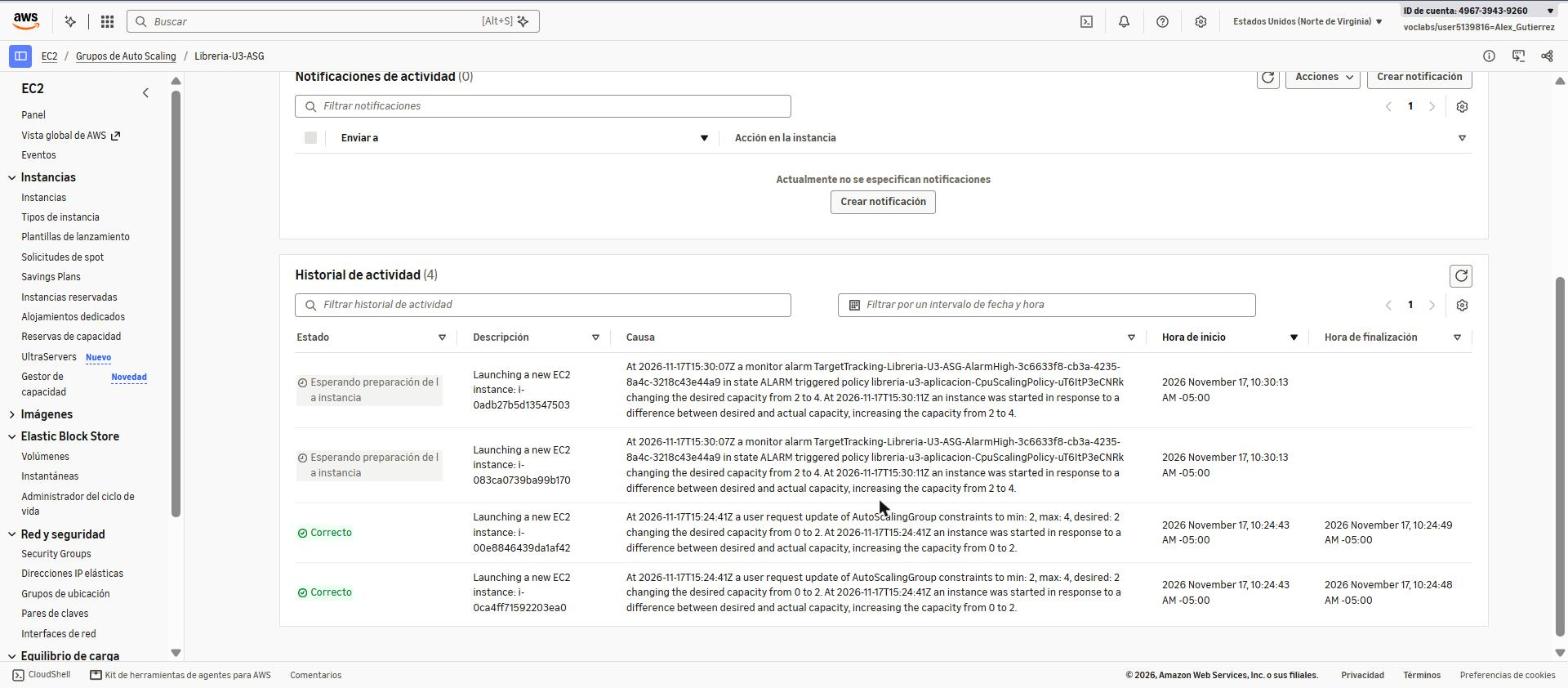 aws
Buscar
[Alt+S]
Estados Unidos (Norte de Virginia)
ID de cuenta: 4967-3943-9260
voclabs/user5139816=Alex_Gutierrez
EC2 / Grupos de Auto Scaling / Libreria-U3-ASG
EC2
Panel
Vista global de AWS
Eventos
Instancias
Instancias
Tipos de instancia
Plantillas de lanzamiento
Solicitudes de spot
Savings Plans
Instancias reservadas
Alojamientos dedicados
Reservas de capacidad
UltraServers Nuevo
Gestor de Novedad
capacidad
Imágenes
Elastic Block Store
Volúmenes
Instantáneas
Administrador del ciclo de
vida
Red y seguridad
Security Groups
Direcciones IP elásticas
Grupos de ubicación
Pares de claves
Interfaces de red
Equilibrio de carga
Notificaciones de actividad (0)
Acciones
Crear notificación
Filtrar notificaciones
1
Enviar a
Acción en la instancia
Actualmente no se especifican notificaciones
Crear notificación
Historial de actividad (4)
Filtrar historial de actividad
Filtrar por un intervalo de fecha y hora
1
Estado
Descripción
Causa
Hora de inicio
Hora de finalización
Esperando preparación de l
a instancia
Launching a new EC2
instance: i-
0adb27b5d13547503
At 2026-11-17T15:30:07Z a monitor alarm TargetTracking-Libreria-U3-ASG-AlarmHigh-3c6633f8-cb3a-4235-
8a4c-3218c43e44a9 in state ALARM triggered policy libreria-u3-aplicacion-CpuScalingPolicy-uT6ItP3eCNRk
changing the desired capacity from 2 to 4. At 2026-11-17T15:30:11Z an instance was started in response to a
difference between desired and actual capacity, increasing the capacity from 2 to 4.
2026 November 17, 10:30:13
AM -05:00
Esperando preparación de l
a instancia
Launching a new EC2
instance: i-
083ca0739ba99b170
At 2026-11-17T15:30:07Z a monitor alarm TargetTracking-Libreria-U3-ASG-AlarmHigh-3c6633f8-cb3a-4235-
8a4c-3218c43e44a9 in state ALARM triggered policy libreria-u3-aplicacion-CpuScalingPolicy-uT6ItP3eCNRk
changing the desired capacity from 2 to 4. At 2026-11-17T15:30:11Z an instance was started in response to a
difference between desired and actual capacity, increasing the capacity from 2 to 4.
2026 November 17, 10:30:13
AM -05:00
Correcto
Launching a new EC2
instance: i-
00e8846439da1af42
At 2026-11-17T15:24:41Z a user request update of AutoScalingGroup constraints to min: 2, max: 4, desired: 2
changing the desired capacity from 0 to 2. At 2026-11-17T15:24:41Z an instance was started in response to a
difference between desired and actual capacity, increasing the capacity from 0 to 2.
2026 November 17, 10:24:43
AM -05:00
2026 November 17, 10:24:49
AM -05:00
Correcto
Launching a new EC2
instance: i-
0ca4ff71592203ea0
At 2026-11-17T15:24:41Z a user request update of AutoScalingGroup constraints to min: 2, max: 4, desired: 2
changing the desired capacity from 0 to 2. At 2026-11-17T15:24:41Z an instance was started in response to a
difference between desired and actual capacity, increasing the capacity from 0 to 2.
2026 November 17, 10:24:43
AM -05:00
2026 November 17, 10:24:48
AM -05:00
CloudShell
Kit de herramientas de agentes para AWS
Comentarios
© 2026, Amazon Web Services, Inc. o sus filiales.
Privacidad
Términos
Preferencias de cookies